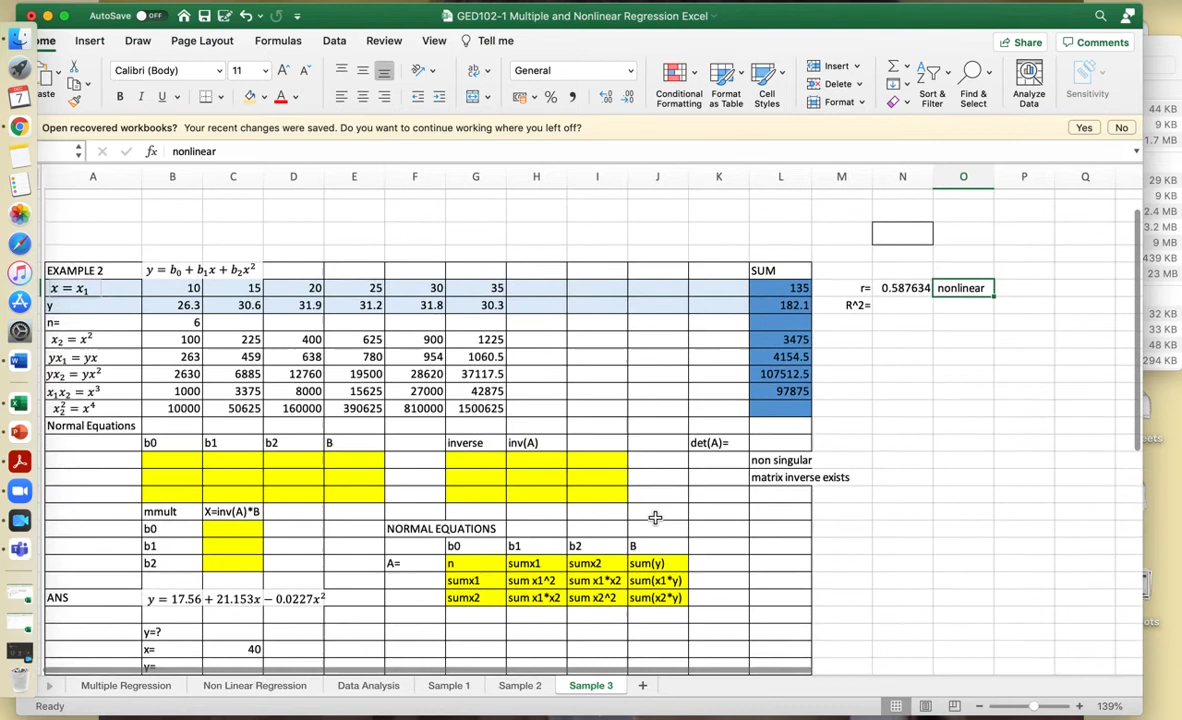 AutoSave OFF GED102-1 Multiple and Nonlinear Regression Excel
ome Insert Draw Page Layout Formulas Data Review View Tell me Share Comments
aste Calibri (Body) 11 General Conditional Formatting Format as Table Cell Styles Insert Delete Format Sort & Filter Find & Select Analyze Data Sensitivity
B I U A
Open recovered workbooks? Your recent changes were saved. Do you want to continue working where you left off? Yes No
fx nonlinear
A B C D E F G H I J K L M N O P Q
EXAMPLE 2 y = b₀ + b₁x + b₂x² SUM
x = x₁ 10 15 20 25 30 35 135 r= 0.587634 nonlinear
y 26.3 30.6 31.9 31.2 31.8 30.3 182.1 R^2=
n= 6
x₂ = x² 100 225 400 625 900 1225 3475
yx₁ = yx 263 459 638 780 954 1060.5 4154.5
yx₂ = yx² 2630 6885 12760 19500 28620 37117.5 107512.5
x₁x₂ = x³ 1000 3375 8000 15625 27000 42875 97875
x₂² = x⁴ 10000 50625 160000 390625 810000 1500625
Normal Equations
b0 b1 b2 B inverse inv(A) det(A)=
non singular
matrix inverse exists
mmult X=inv(A)*B
b0 NORMAL EQUATIONS
b1 b0 b1 b2 B
b2 A= n sumx1 sumx2 sum(y)
sumx1 sum x1^2 sum x1*x2 sum(x1*y)
ANS y = 17.56 + 21.153x − 0.0227x² sumx2 sum x1*x2 sum x2^2 sum(x2*y)
y=?
x= 40
y=
Multiple Regression Non Linear Regression Data Analysis Sample 1 Sample 2 Sample 3 +
Ready 139%
7
44 KB
9 KB
1.7 MB
29 KB
9 KB
2.4 MB
3.2 MB
9 MB
439 KB
23 MB
32 KB
33 KB
48 KB
294 KB
eets
ots